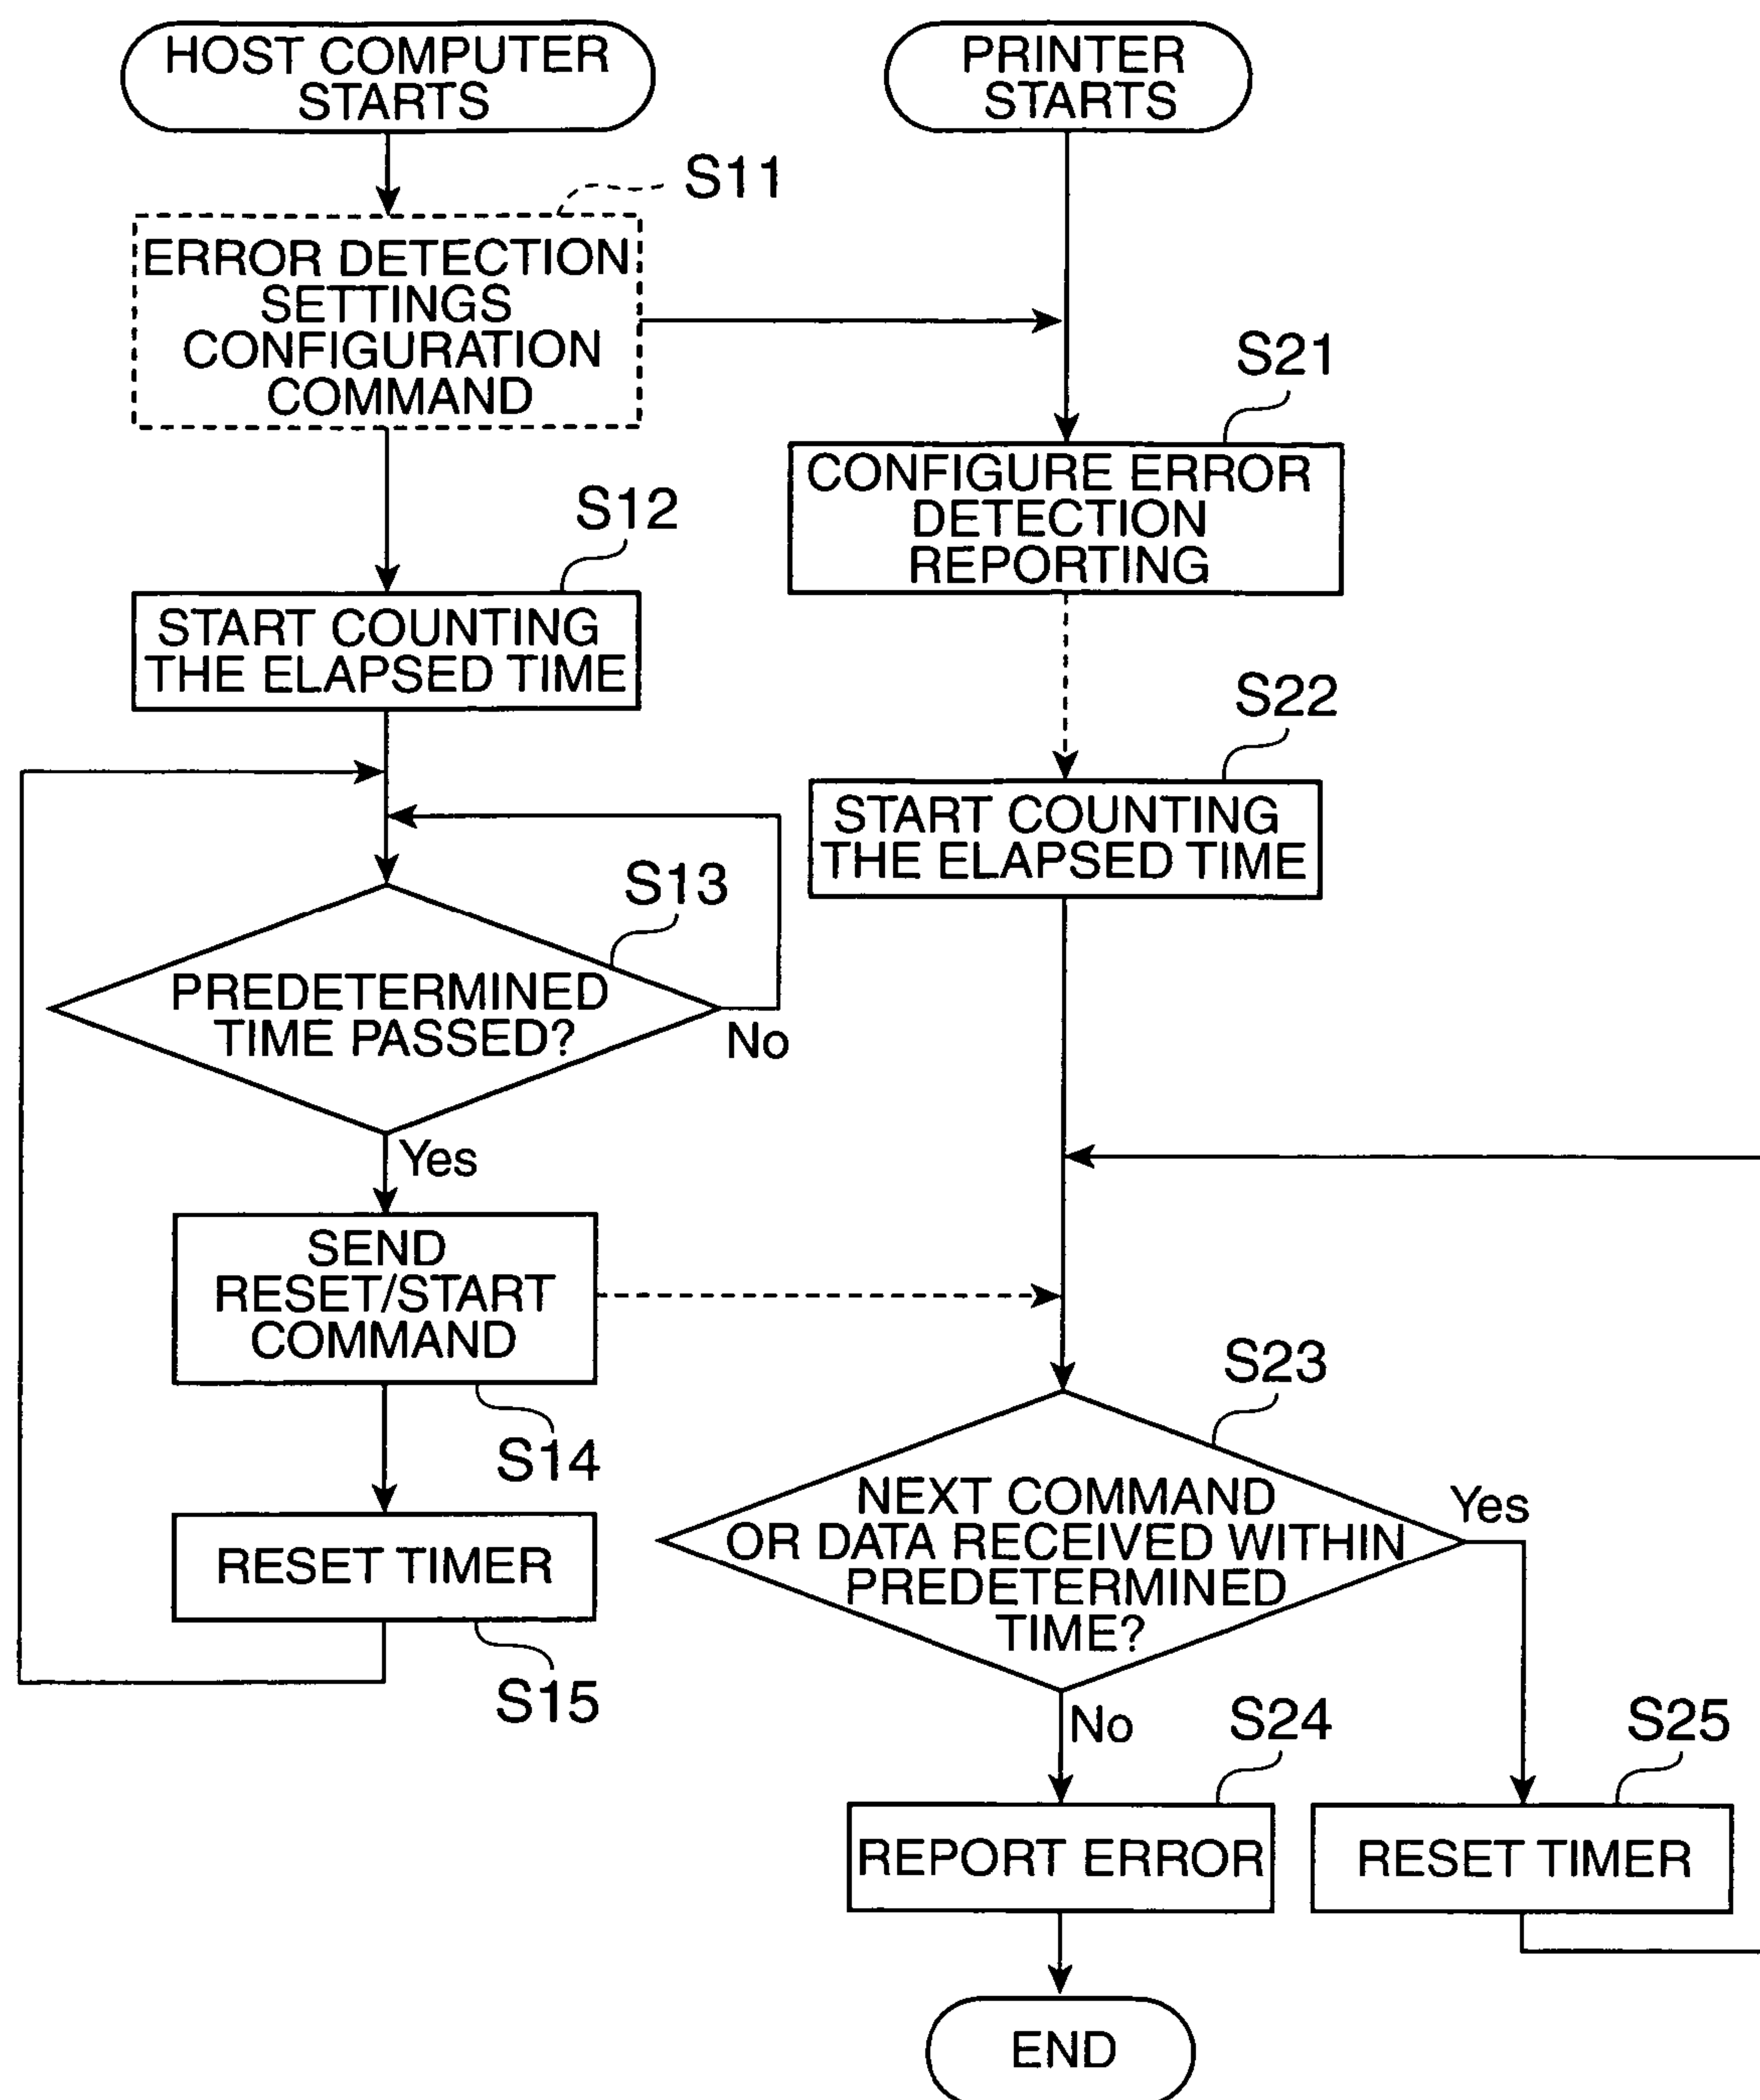 HOST COMPUTER
STARTS
S11
ERROR DETECTION
SETTINGS
CONFIGURATION
COMMAND
S12
START COUNTING
THE ELAPSED TIME
S13
PREDETERMINED
TIME PASSED?
No
Yes
SEND
RESET/START
COMMAND
S14
RESET TIMER
S15
PRINTER
STARTS
S21
CONFIGURE ERROR
DETECTION
REPORTING
S22
START COUNTING
THE ELAPSED TIME
S23
NEXT COMMAND
OR DATA RECEIVED WITHIN
PREDETERMINED
TIME?
Yes
No
S24
REPORT ERROR
S25
RESET TIMER
END